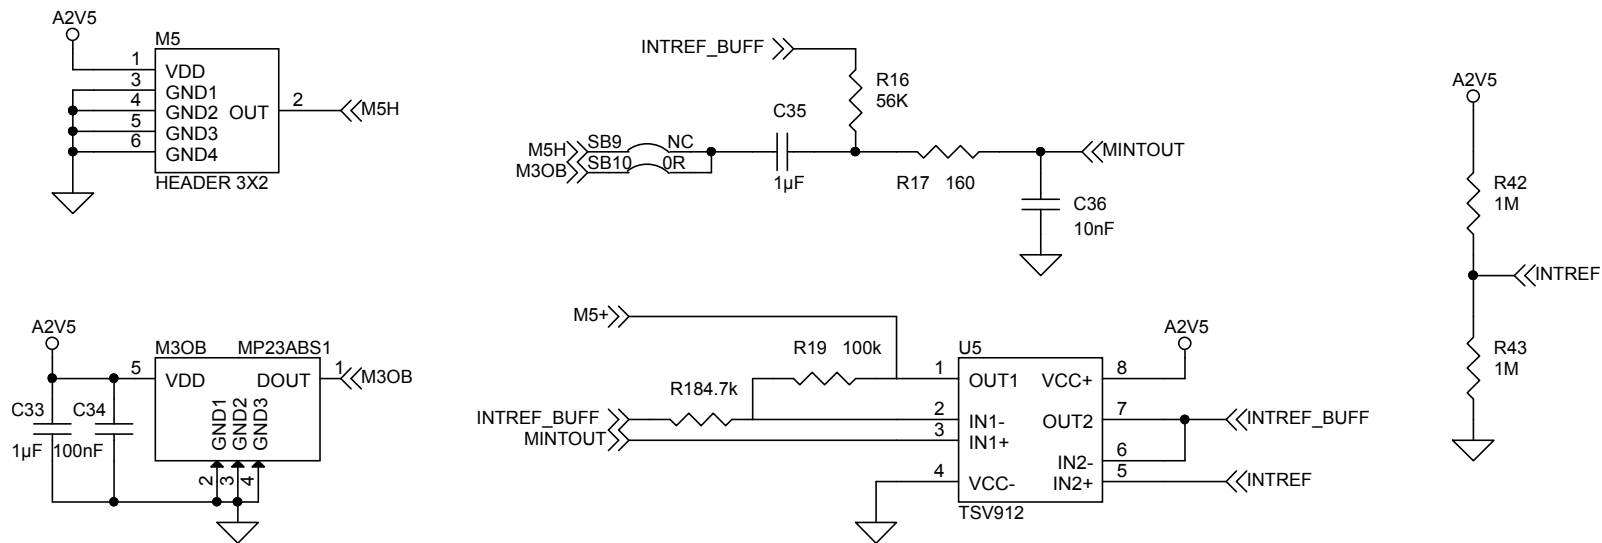 A2V5
M5
1 VDD
3 GND1
4 GND2 OUT 2 M5H
5 GND3
6 GND4
HEADER 3X2
INTREF_BUFF
R16
56K
C35
1µF
M5H SB9 NC
M3OB SB10 0R
R17 160
MINTOUT
C36
10nF
A2V5
R42
1M
INTREF
R43
1M
A2V5
M3OB MP23ABS1
5 VDD DOUT 1 M3OB
C33
1µF
C34
100nF
GND1
GND2
GND3
2
3
4
M5+
R19 100k
R184.7k
INTREF_BUFF
MINTOUT
U5
A2V5
1 OUT1 VCC+ 8
2 IN1- OUT2 7 INTREF_BUFF
3 IN1+
IN2- 6
4 VCC- IN2+ 5 INTREF
TSV912